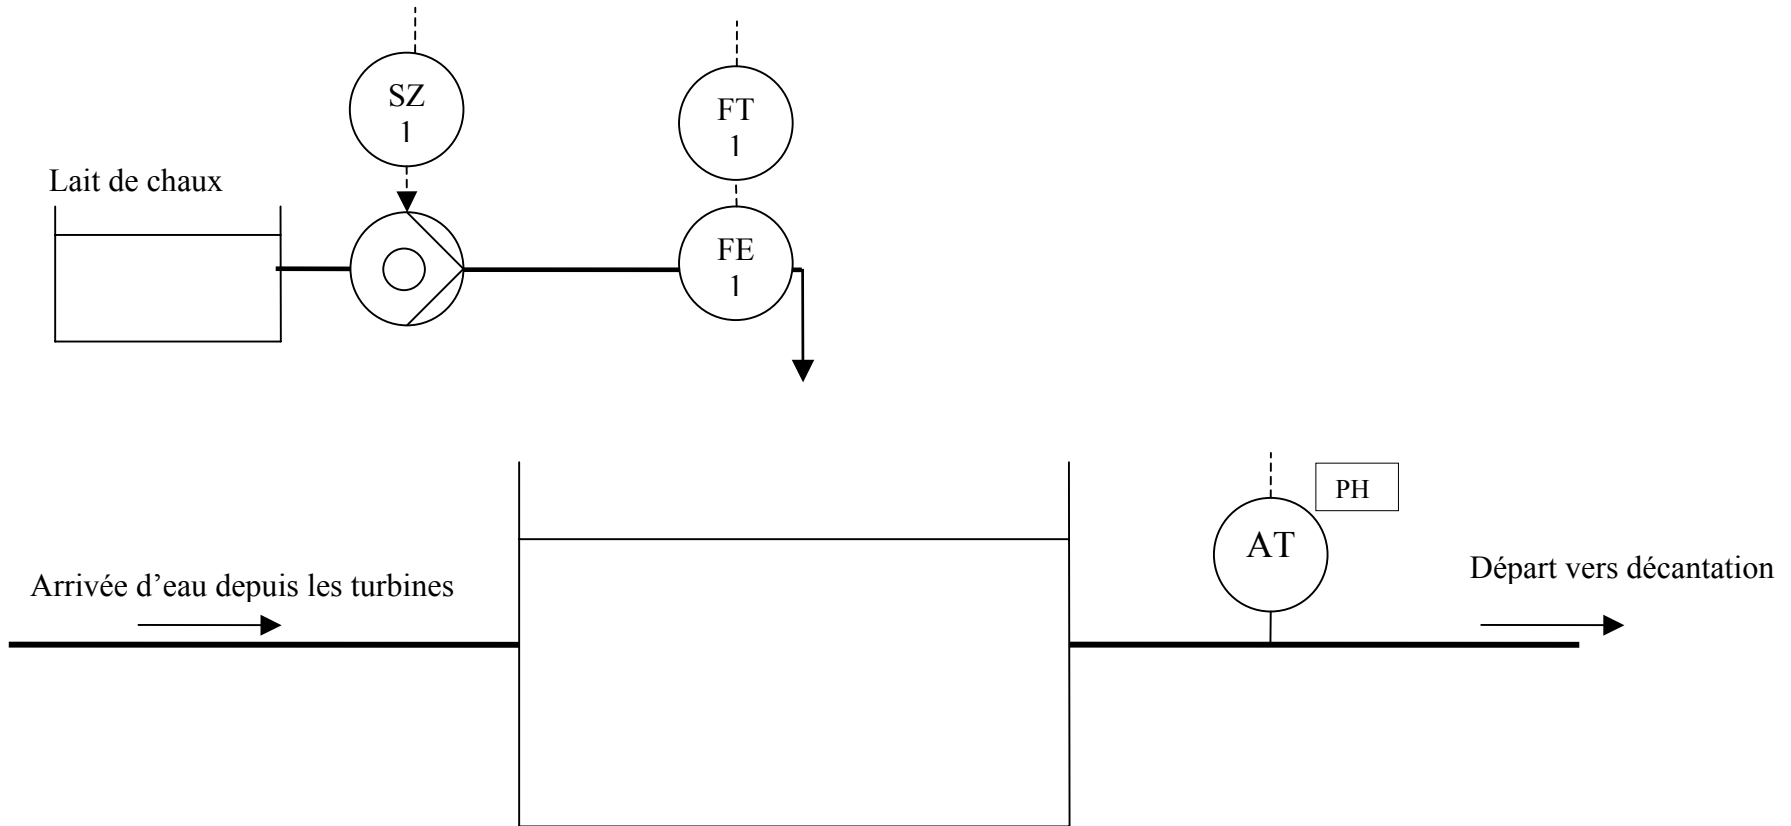 SZ
1
FT
1
Lait de chaux
FE
1
PH
AT
Arrivée d’eau depuis les turbines
Départ vers décantation